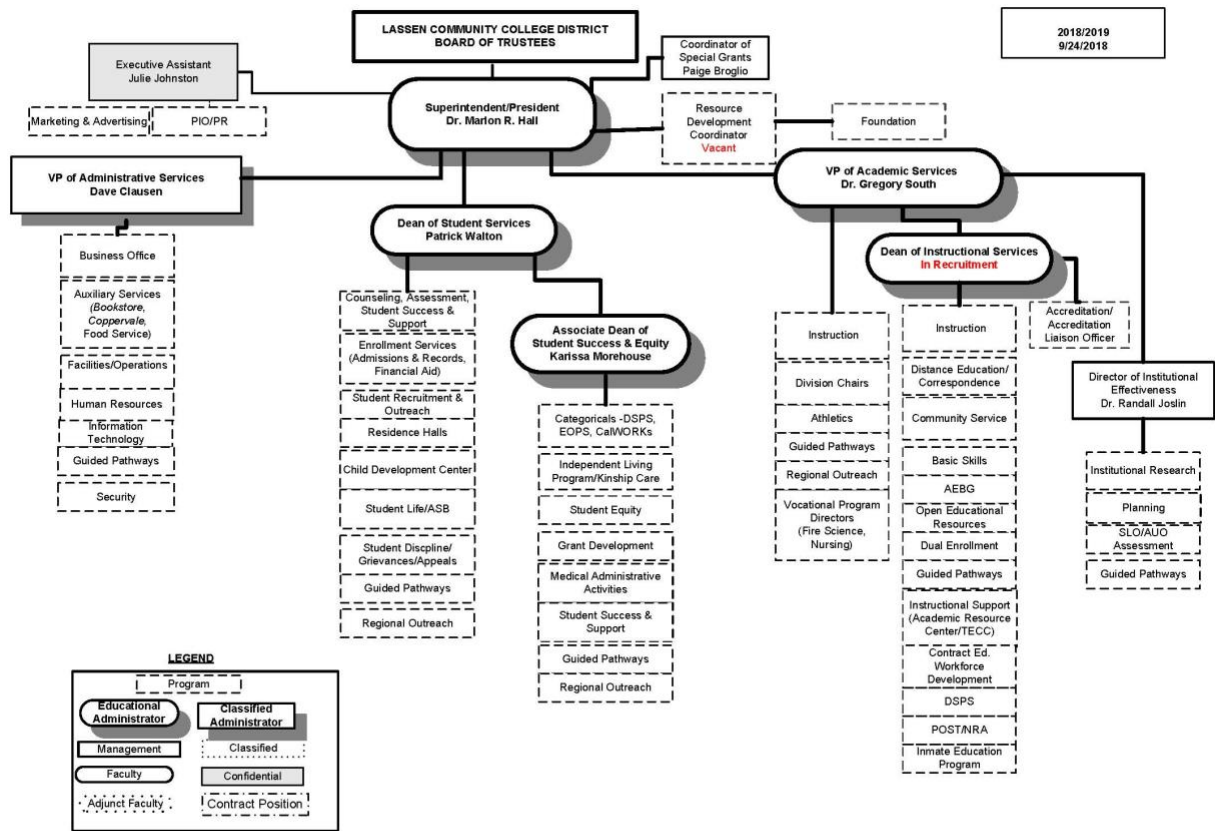 LASSEN COMMUNITY COLLEGE DISTRICT
BOARD OF TRUSTEES
2018/2019
9/24/2018
Executive Assistant
Julie Johnston
Marketing & Advertising
PIO/PR
Coordinator of
Special Grants
Paige Broglio
Superintendent/President
Dr. Marlon R. Hall
Resource
Development
Coordinator
Vacant
Foundation
VP of Administrative Services
Dave Clausen
VP of Academic Services
Dr. Gregory South
Dean of Student Services
Patrick Walton
Dean of Instructional Services
In Recruitment
Business Office
Auxiliary Services
(Bookstore,
Coppervale,
Food Service)
Facilities/Operations
Human Resources
Information
Technology
Guided Pathways
Security
Counseling, Assessment,
Student Success &
Support
Enrollment Services
(Admissions & Records,
Financial Aid)
Student Recruitment &
Outreach
Residence Halls
Child Development Center
Student Life/ASB
Student Discpline/
Grievances/Appeals
Guided Pathways
Regional Outreach
Associate Dean of
Student Success & Equity
Karissa Morehouse
Categoricals -DSPS,
EOPS, CalWORKs
Independent Living
Program/Kinship Care
Student Equity
Grant Development
Medical Administrative
Activities
Student Success &
Support
Guided Pathways
Regional Outreach
Instruction
Division Chairs
Athletics
Guided Pathways
Regional Outreach
Vocational Program
Directors
(Fire Science,
Nursing)
Instruction
Distance Education/
Correspondence
Community Service
Basic Skills
AEBG
Open Educational
Resources
Dual Enrollment
Guided Pathways
Instructional Support
(Academic Resource
Center/TECC)
Contract Ed.
Workforce
Development
DSPS
POST/NRA
Inmate Education
Program
Accreditation/
Accreditation
Liaison Officer
Director of Institutional
Effectiveness
Dr. Randall Joslin
Institutional Research
Planning
SLO/AUO
Assessment
Guided Pathways
LEGEND
Program
Educational
Administrator
Classified
Administrator
Management
Classified
Faculty
Confidential
Adjunct Faculty
Contract Position